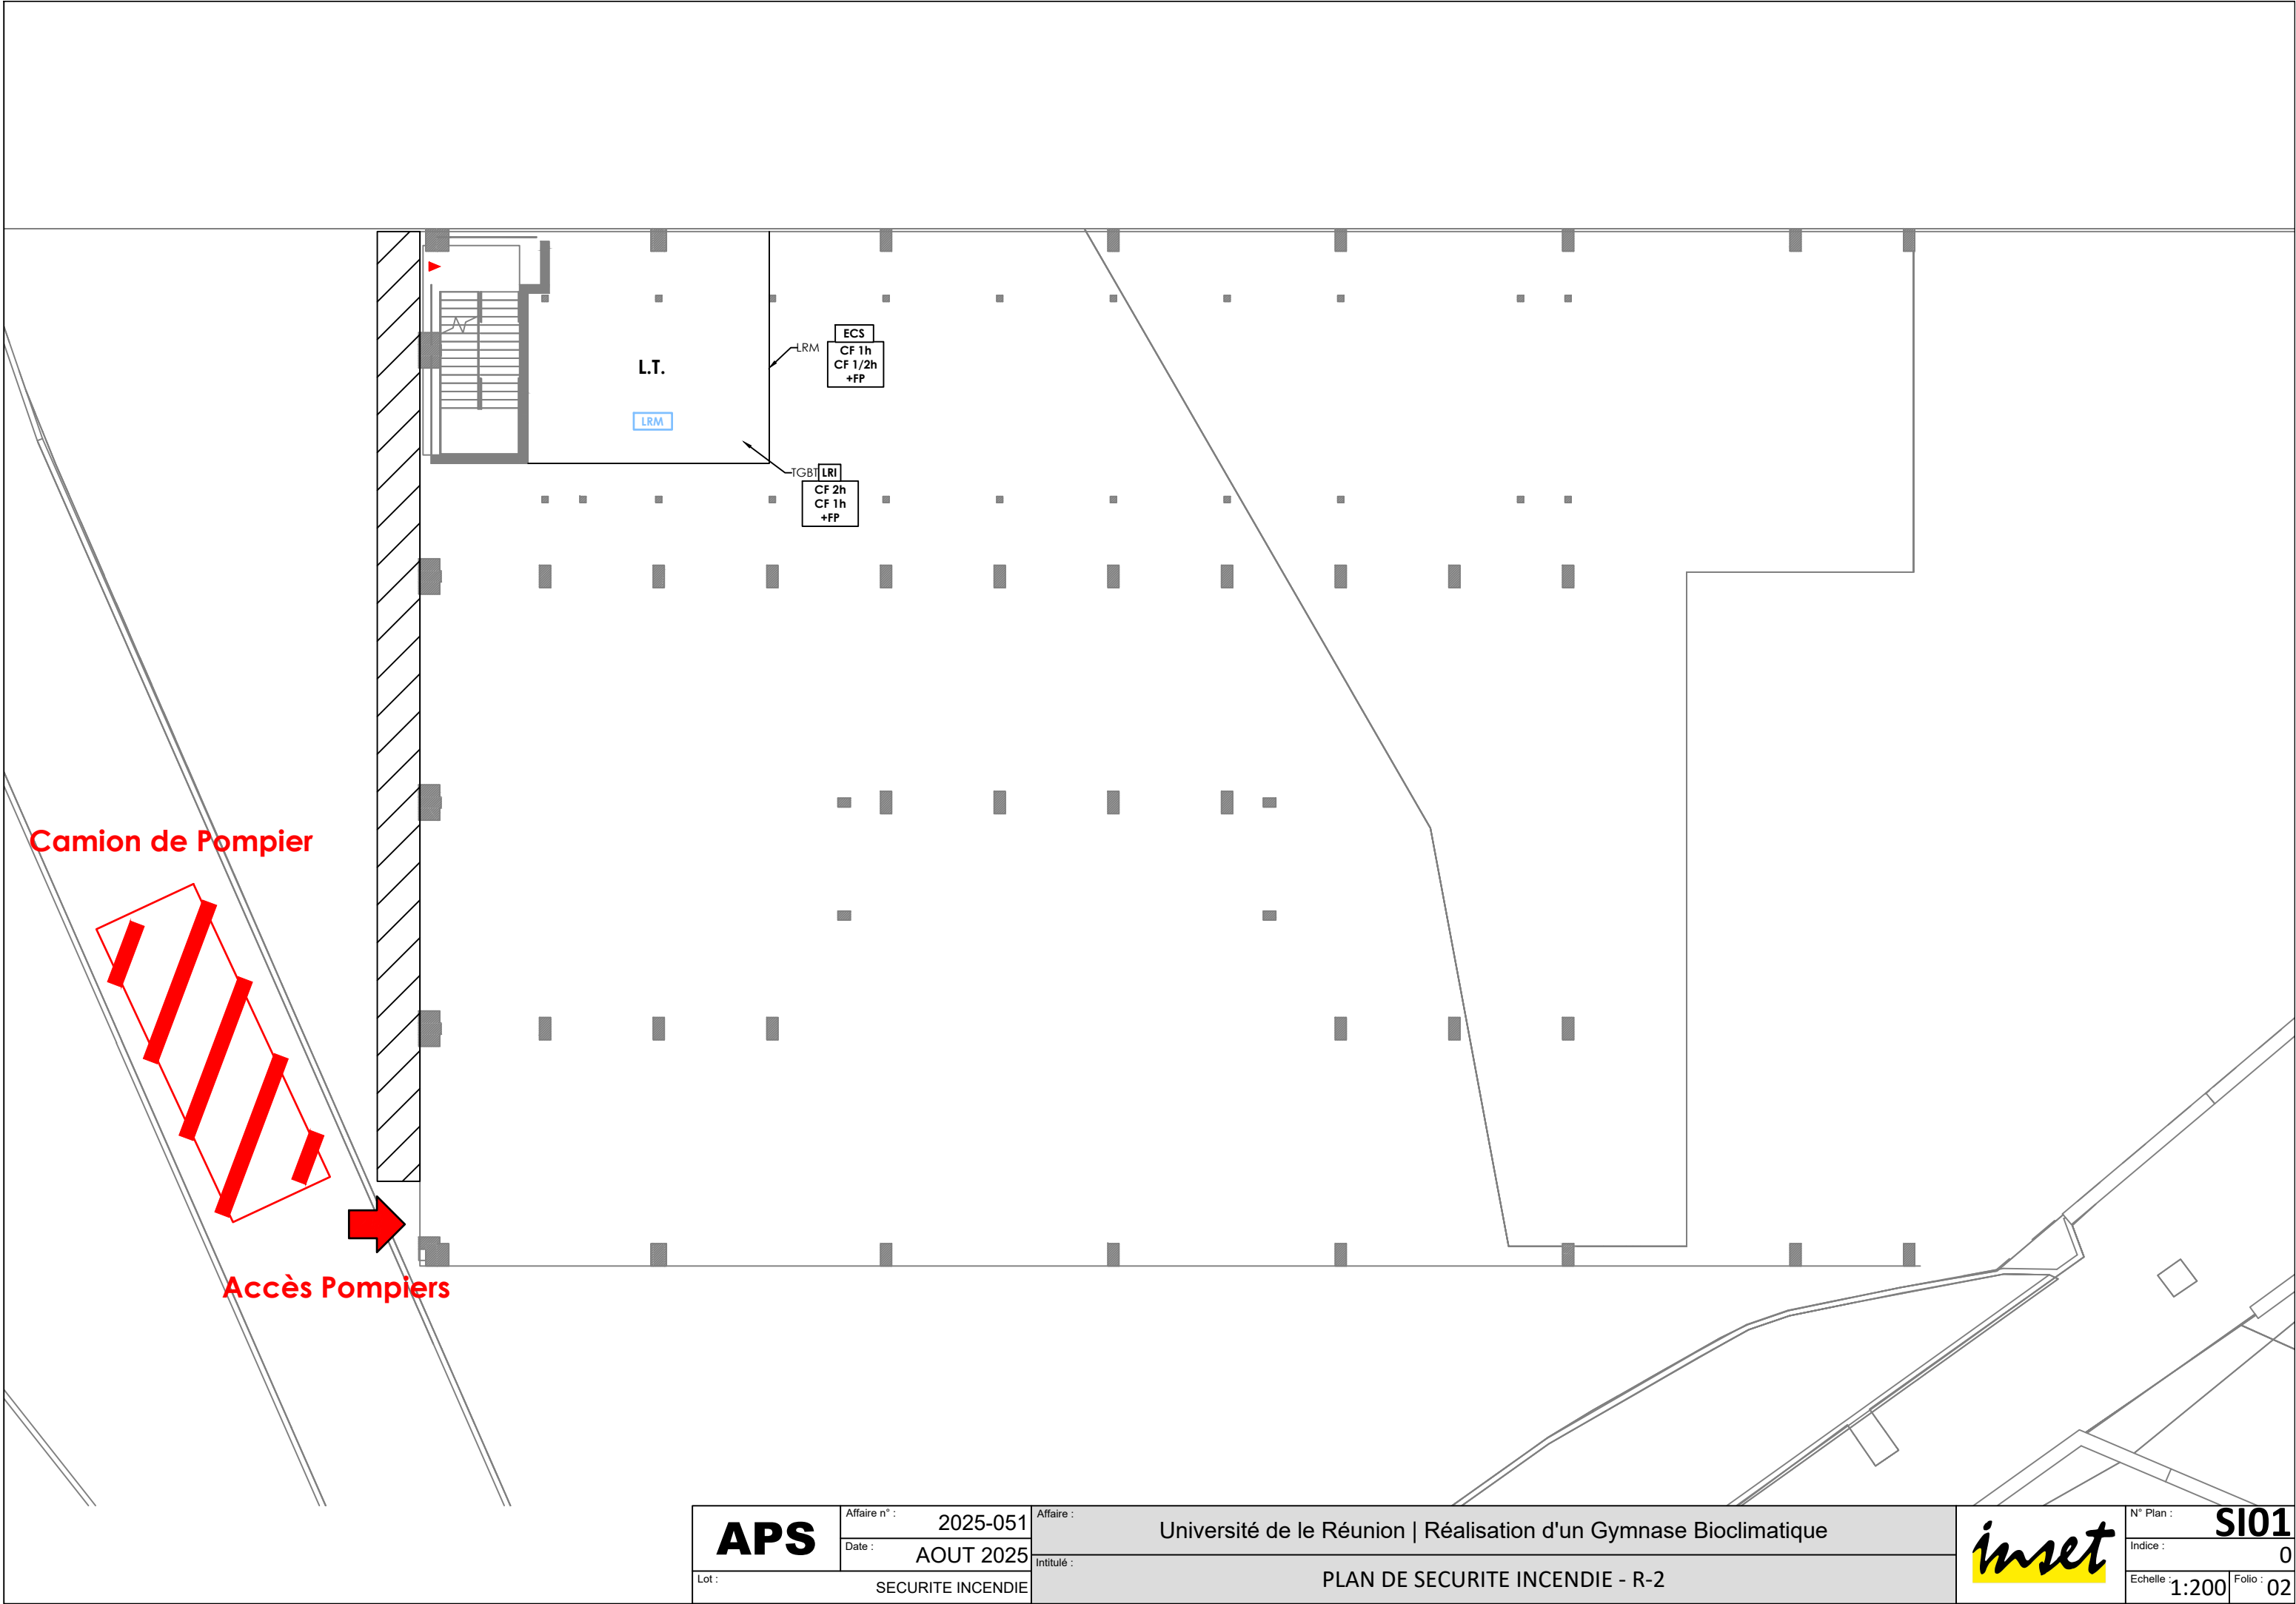 ECS
LRM
CF 1h
CF 1/2h
+FP
L.T.
LRM
TGBT
LRI
CF 2h
CF 1h
+FP
Camion de Pompier
Accès Pompiers
APS
Affaire n° :
2025-051
Date :
AOUT 2025
Lot :
SECURITE INCENDIE
Affaire :
Université de le Réunion | Réalisation d'un Gymnase Bioclimatique
Intitulé :
PLAN DE SECURITE INCENDIE - R-2
inset
N° Plan :
SI01
Indice :
0
Echelle :
1:200
Folio :
02